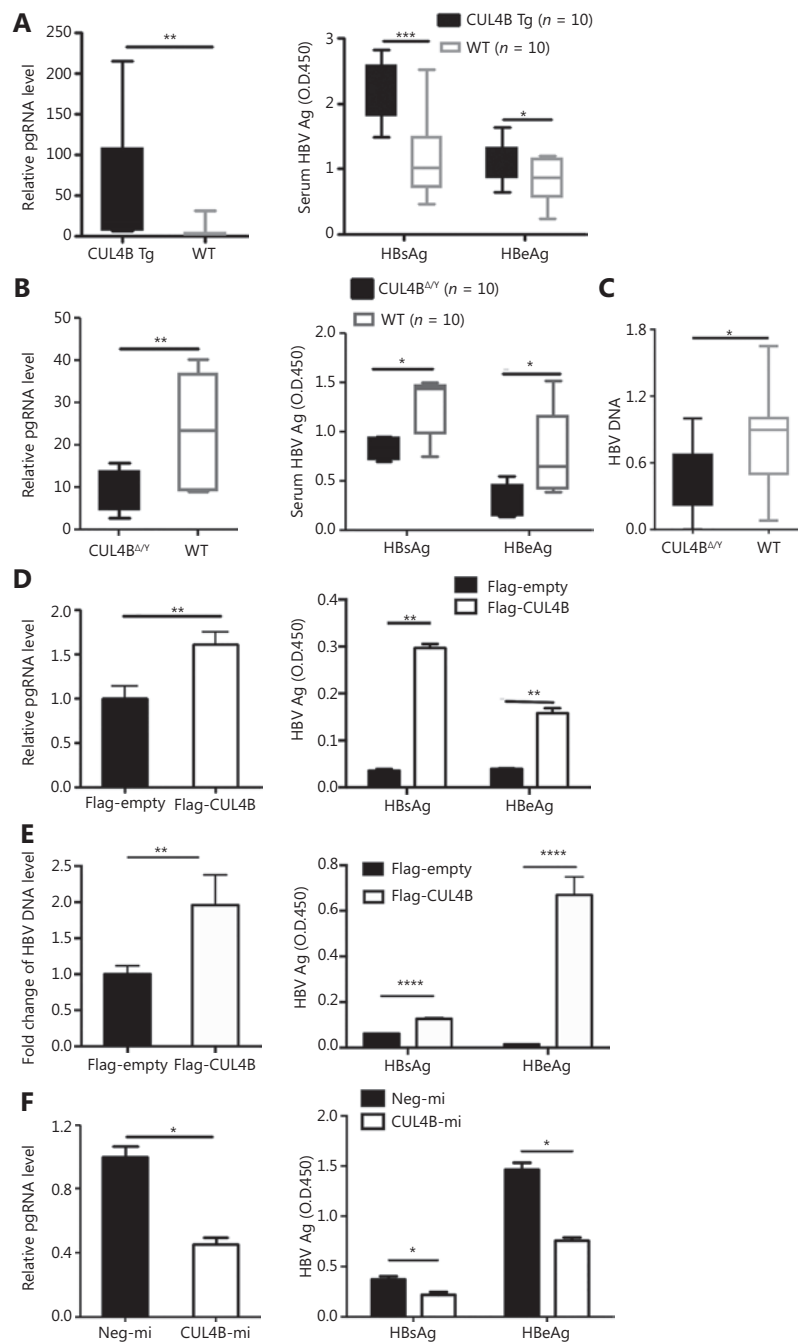 A
CUL4B Tg (n = 10)
WT (n = 10)
Relative pgRNA level
250
200
150
100
50
0
**
CUL4B Tg
WT
Serum HBV Ag (O.D.450)
3
2
1
0
***
*
HBsAg
HBeAg
B
CUL4BΔ/Y (n = 10)
WT (n = 10)
Relative pgRNA level
50
40
30
20
10
0
**
CUL4BΔ/Y
WT
Serum HBV Ag (O.D.450)
2.0
1.5
1.0
0.5
0.0
*
*
HBsAg
HBeAg
C
HBV DNA
1.8
1.2
0.6
0.0
*
CUL4BΔ/Y
WT
D
Relative pgRNA level
2.0
1.5
1.0
0.5
0.0
**
Flag-empty
Flag-CUL4B
Flag-empty
Flag-CUL4B
HBV Ag (O.D.450)
0.4
0.3
0.2
0.1
0.0
**
**
HBsAg
HBeAg
E
Fold change of HBV DNA level
2.5
2.0
1.5
1.0
0.5
0.0
**
Flag-empty
Flag-CUL4B
Flag-empty
Flag-CUL4B
HBV Ag (O.D.450)
0.8
0.6
0.4
0.2
0.0
****
****
HBsAg
HBeAg
F
Relative pgRNA level
1.2
0.8
0.4
0.0
*
Neg-mi
CUL4B-mi
Neg-mi
CUL4B-mi
HBV Ag (O.D.450)
2.0
1.5
1.0
0.5
0.0
*
*
HBsAg
HBeAg